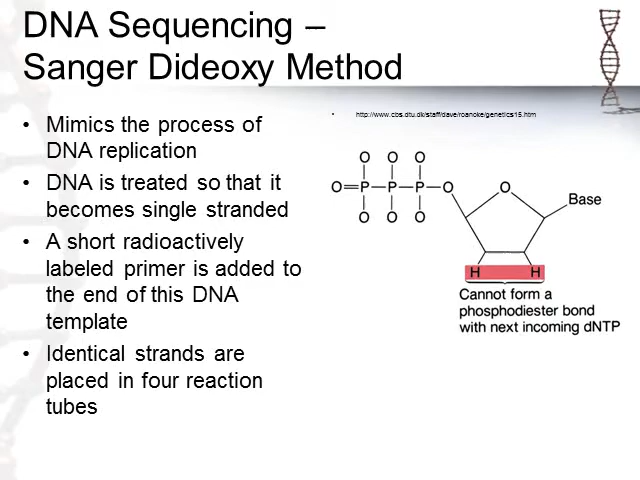 DNA Sequencing –
Sanger Dideoxy Method
• Mimics the process of
DNA replication
• DNA is treated so that it
becomes single stranded
• A short radioactively
labeled primer is added to
the end of this DNA
template
• Identical strands are
placed in four reaction
tubes
• http://www.cbs.dtu.dk/staff/dave/roanoke/genetics15.htm
O O O
O=P—P—P—O O Base
O O O
H H
Cannot form a
phosphodiester bond
with next incoming dNTP